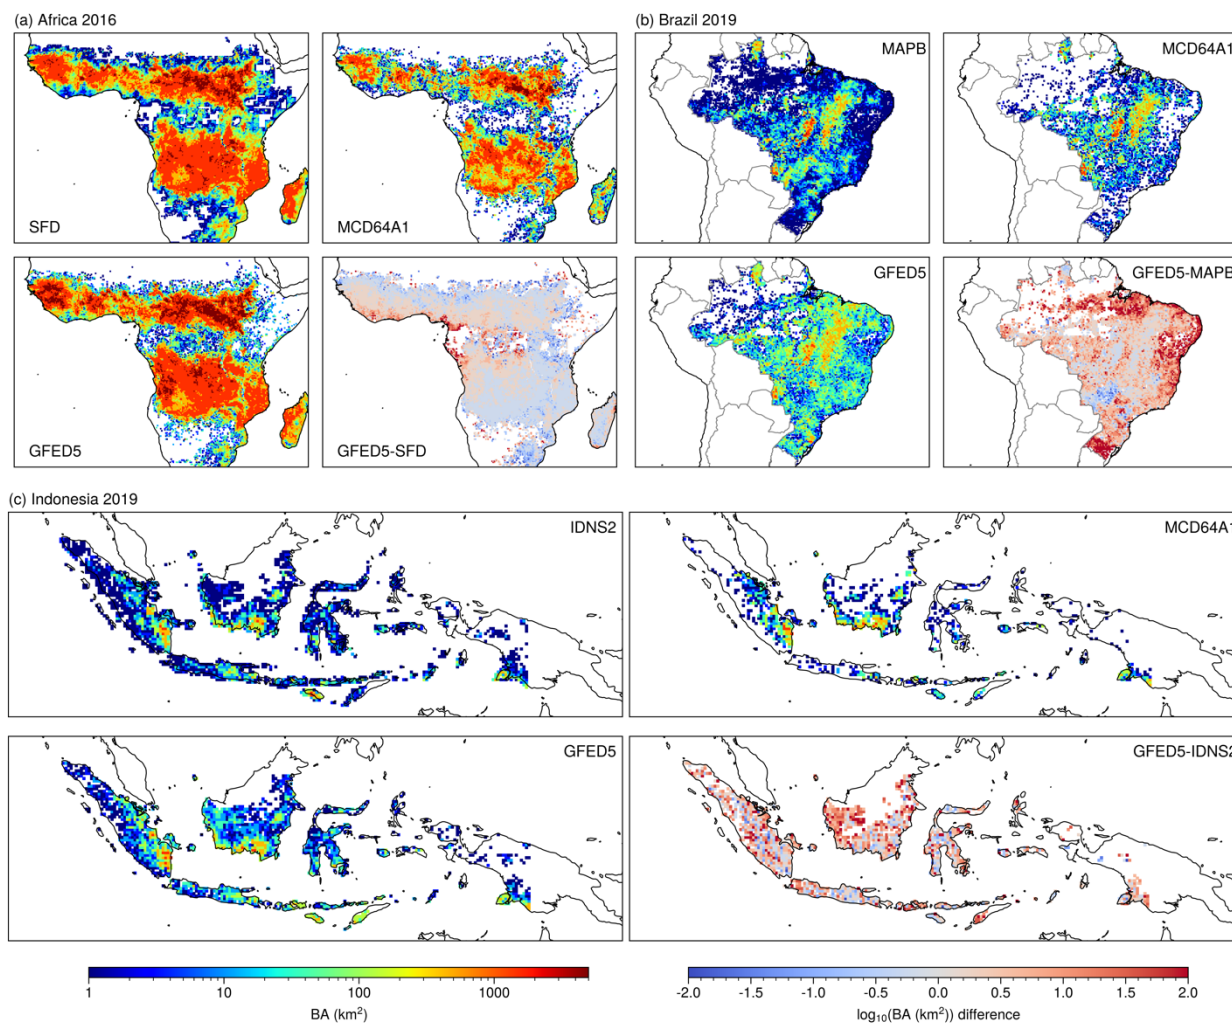 (a) Africa 2016
(b) Brazil 2019
SFD
MCD64A1
MAPB
MCD64A1
GFED5
GFED5-SFD
GFED5
GFED5-MAPB
(c) Indonesia 2019
IDNS2
MCD64A1
GFED5
GFED5-IDNS2
1 10 100 1000
BA (km²)
-2.0 -1.5 -1.0 -0.5 0.0 0.5 1.0 1.5 2.0
log₁₀(BA (km²)) difference